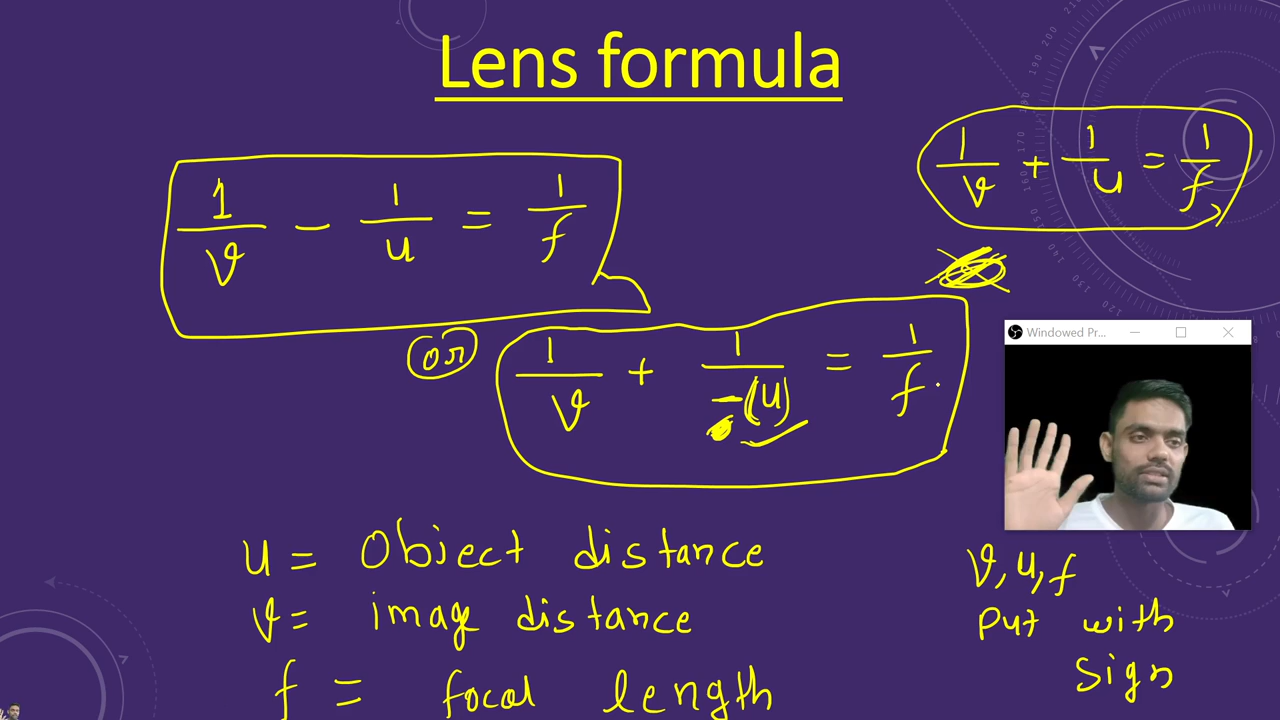 Lens formula
1/v - 1/u = 1/f
1/v + 1/u = 1/f
or
1/v + 1/-(u) = 1/f
Windowed Pr...
u = Object distance
v = image distance
f = focal length
v, u, f
Put with
Sign